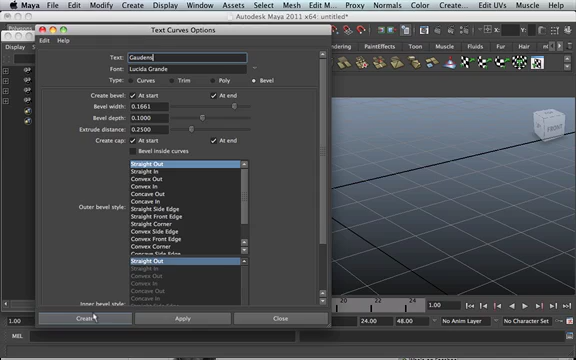 Maya File Edit Modify Create Display Window Assets Select Mesh Edit M... Proxy Normals Color Create... Edit UVs Muscle Help
Autodesk Maya 2011 x64: untitled*
Text Curves Options
Edit Help
Text: Gaudens
Font: Lucida Grande
Type: Curves Trim Poly Bevel
Create bevel: At start At end
Bevel width: 0.1661
Bevel depth: 0.1000
Extrude distance: 0.2500
Create cap: At start At end
Bevel inside curves
Outer bevel style:
Straight Out
Straight In
Convex Out
Convex In
Concave Out
Concave In
Straight Side Edge
Straight Front Edge
Straight Corner
Convex Side Edge
Convex Front Edge
Convex Corner
Concave Side Edge
Straight Out
Straight In
Convex Out
Convex In
Concave Out
Concave In
Inner bevel style:
Create Apply Close
Display
Rendering PaintEffects Toon Muscle Fluids Fur Hair
FRONT
20 22 24
1.00
1.00 24.00 48.00 No Anim Layer No Character Set
MEL